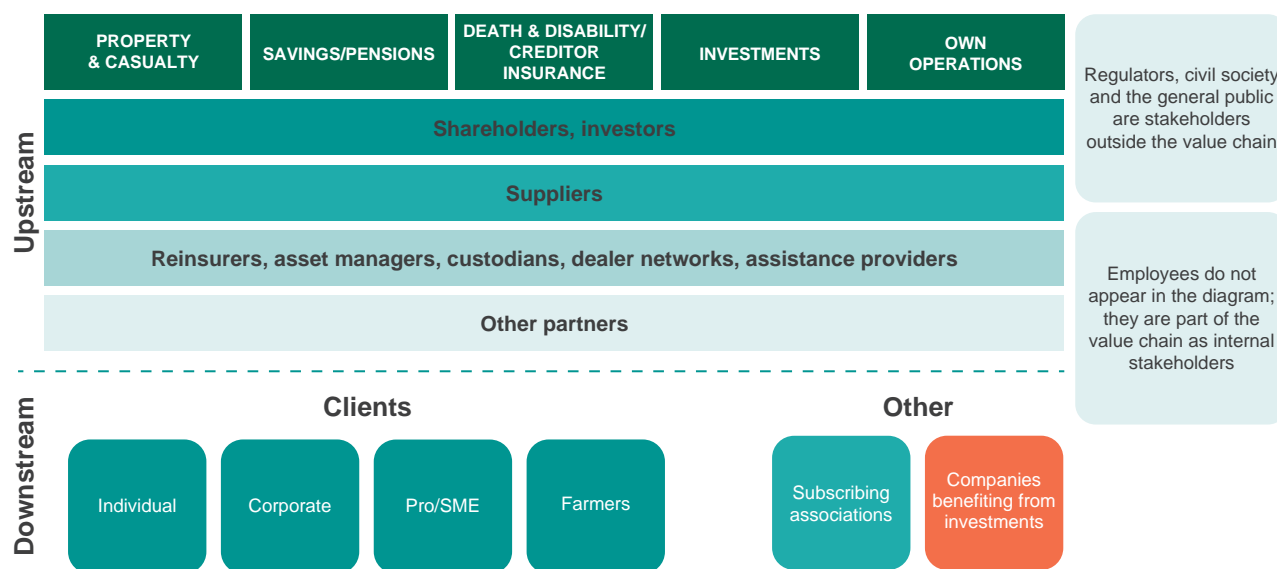 PROPERTY
& CASUALTY
SAVINGS/PENSIONS
DEATH & DISABILITY/
CREDITOR
INSURANCE
INVESTMENTS
OWN
OPERATIONS
Regulators, civil society
and the general public
are stakeholders
outside the value chain
Upstream
Shareholders, investors
Suppliers
Reinsurers, asset managers, custodians, dealer networks, assistance providers
Other partners
Employees do not
appear in the diagram;
they are part of the
value chain as internal
stakeholders
Downstream
Clients
Other
Individual
Corporate
Pro/SME
Farmers
Subscribing
associations
Companies
benefiting from
investments